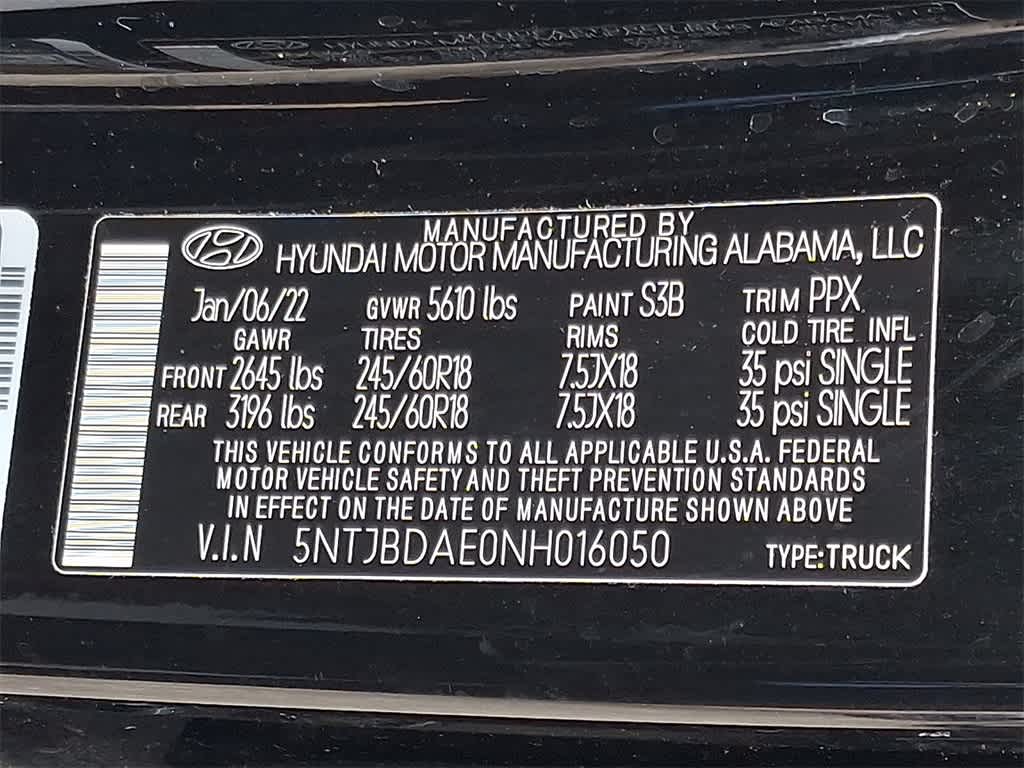 MANUFACTURED BY
HYUNDAI MOTOR MANUFACTURING ALABAMA, LLC
Jan/06/22 GVWR 5610 lbs PAINT S3B TRIM PPX
GAWR TIRES RIMS COLD TIRE INFL
FRONT 2645 lbs 245/60R18 7.5JX18 35 psi SINGLE
REAR 3196 lbs 245/60R18 7.5JX18 35 psi SINGLE
THIS VEHICLE CONFORMS TO ALL APPLICABLE U.S.A. FEDERAL
MOTOR VEHICLE SAFETY AND THEFT PREVENTION STANDARDS
IN EFFECT ON THE DATE OF MANUFACTURE SHOWN ABOVE
V.I.N 5NTJBDAE0NH016050 TYPE:TRUCK